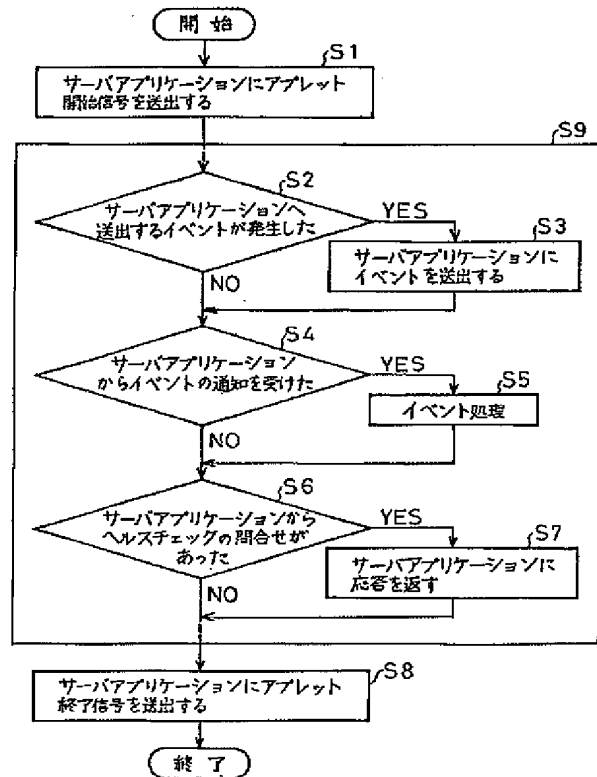 開始
S1
サーバアプリケーションにアプレット
開始信号を送出する
S9
S2
サーバアプリケーションへ
送出するイベントが発生した
YES
S3
サーバアプリケーションに
イベントを送出する
NO
S4
サーバアプリケーション
からイベントの通知を受けた
YES
S5
イベント処理
NO
S6
サーバアプリケーションから
ヘルスチェックの問合せが
あった
YES
S7
サーバアプリケーションに
応答を返す
NO
S8
サーバアプリケーションにアプレット
終了信号を送出する
終了